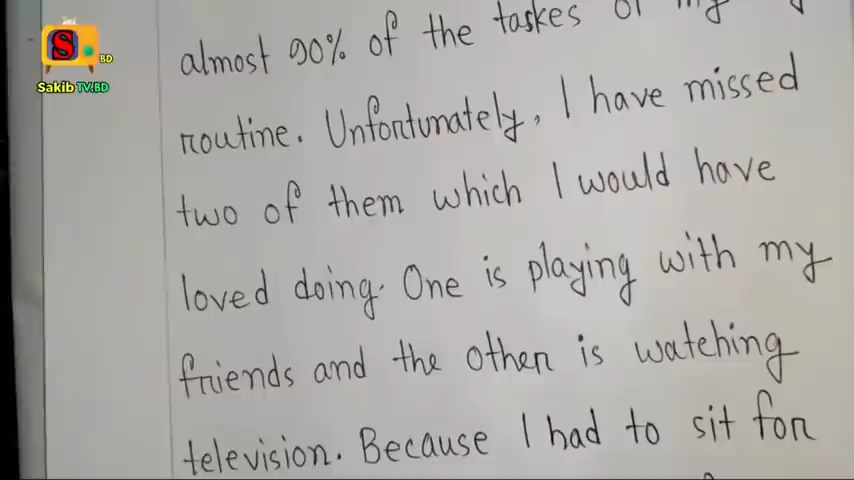 S
BD
Sakib TV.BD
almost 90% of the taskes of my
routine. Unfortunately, I have missed
two of them which I would have
loved doing. One is playing with my
friends and the other is watching
television. Because I had to sit for